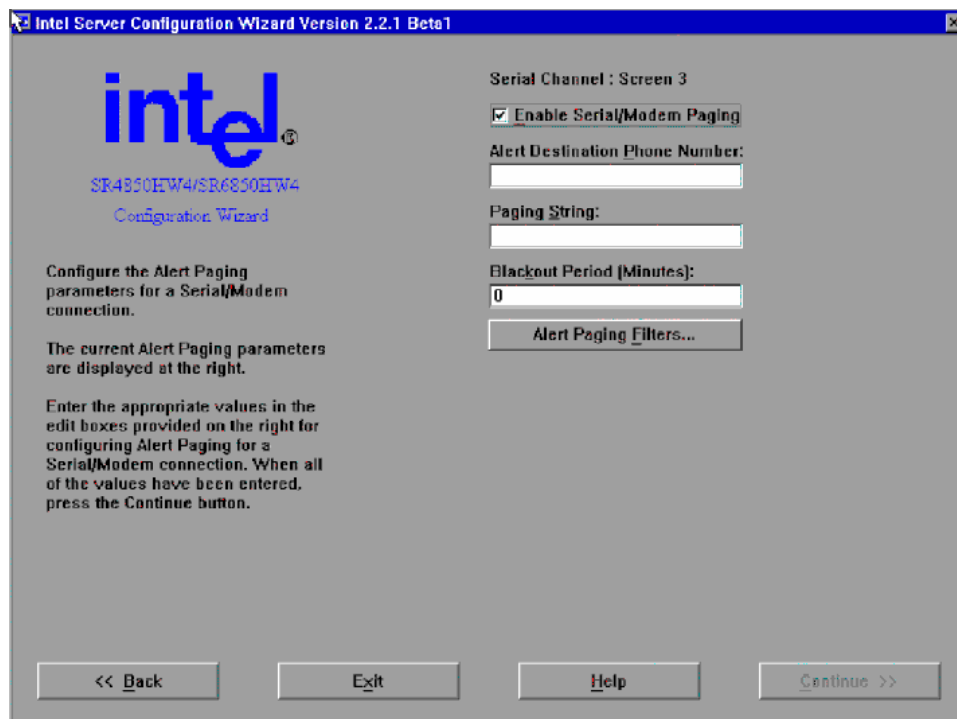 Intel Server Configuration Wizard Version 2.2.1 Beta1
intel®
SR4850HW4/SR6850HW4
Configuration Wizard
Configure the Alert Paging
parameters for a Serial/Modem
connection.
The current Alert Paging parameters
are displayed at the right.
Enter the appropriate values in the
edit boxes provided on the right for
configuring Alert Paging for a
Serial/Modem connection. When all
of the values have been entered,
press the Continue button.
Serial Channel : Screen 3
Enable Serial/Modem Paging
Alert Destination Phone Number:
Paging String:
Blackout Period (Minutes):
0
Alert Paging Filters...
<< Back
Exit
Help
Continue >>